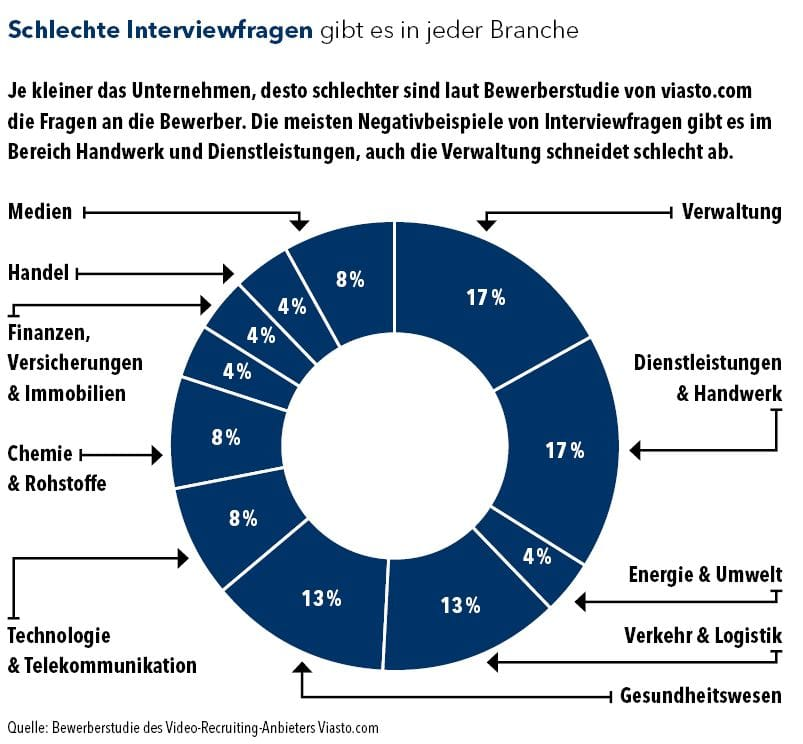 Schlechte Interviewfragen gibt es in jeder Branche
Je kleiner das Unternehmen, desto schlechter sind laut Bewerberstudie von viasto.com
die Fragen an die Bewerber. Die meisten Negativbeispiele von Interviewfragen gibt es im
Bereich Handwerk und Dienstleistungen, auch die Verwaltung schneidet schlecht ab.
Medien
Verwaltung
Handel
Finanzen,
Versicherungen
& Immobilien
Dienstleistungen
& Handwerk
Chemie
& Rohstoffe
Energie & Umwelt
Verkehr & Logistik
Technologie
& Telekommunikation
Gesundheitswesen
8%
17%
4%
4%
4%
8%
17%
8%
4%
13%
13%
Quelle: Bewerberstudie des Video-Recruiting-Anbieters Viasto.com